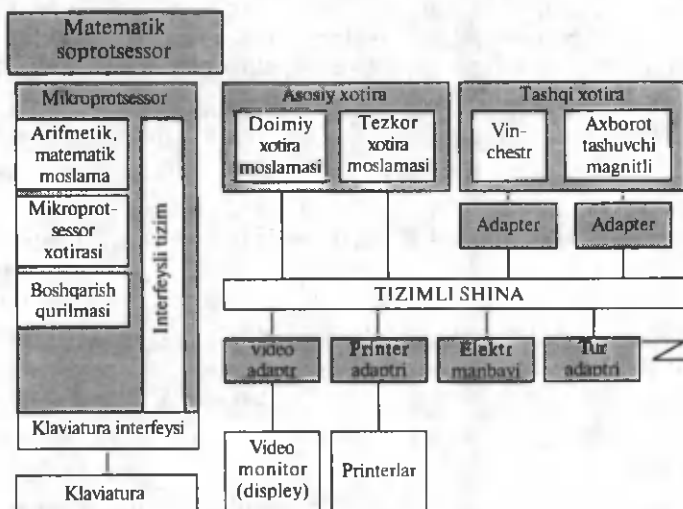 Matematik
soprotsessor
Mikroprotsessor
Arifmetik,
matematik
moslama
Mikroprot-
sessor
xotirasi
Boshqarish
qurilmasi
Interfeysli tizim
Klaviatura interfeysi
Klaviatura
Asosiy xotira
Doimiy
xotira
moslamasi
Tezkor
xotira
moslamasi
Tashqi xotira
Vin-
chestr
Axborot
tashuvchi
magnitli
Adapter
Adapter
TIZIMLI SHINA
video
adaptr
Printer
adaptri
Elektr
manbayi
Tur
adaptri
Video
monitor
(displey)
Printerlar